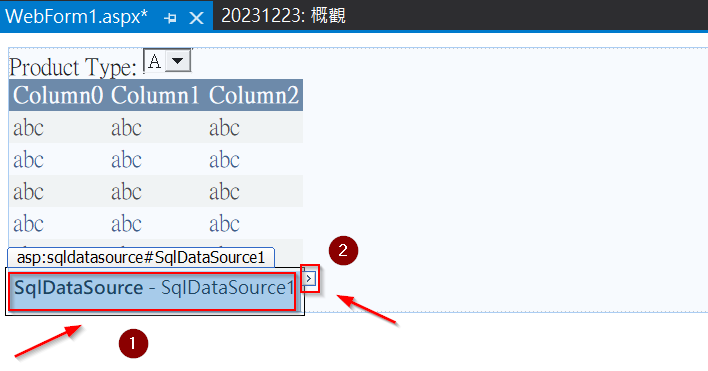 WebForm1.aspx* 20231223: 概觀
Product Type: A
Column0 Column1 Column2
abc abc abc
abc abc abc
abc abc abc
abc abc abc
asp:sqldatasource#SqlDataSource1
2
SqlDataSource - SqlDataSource1
1